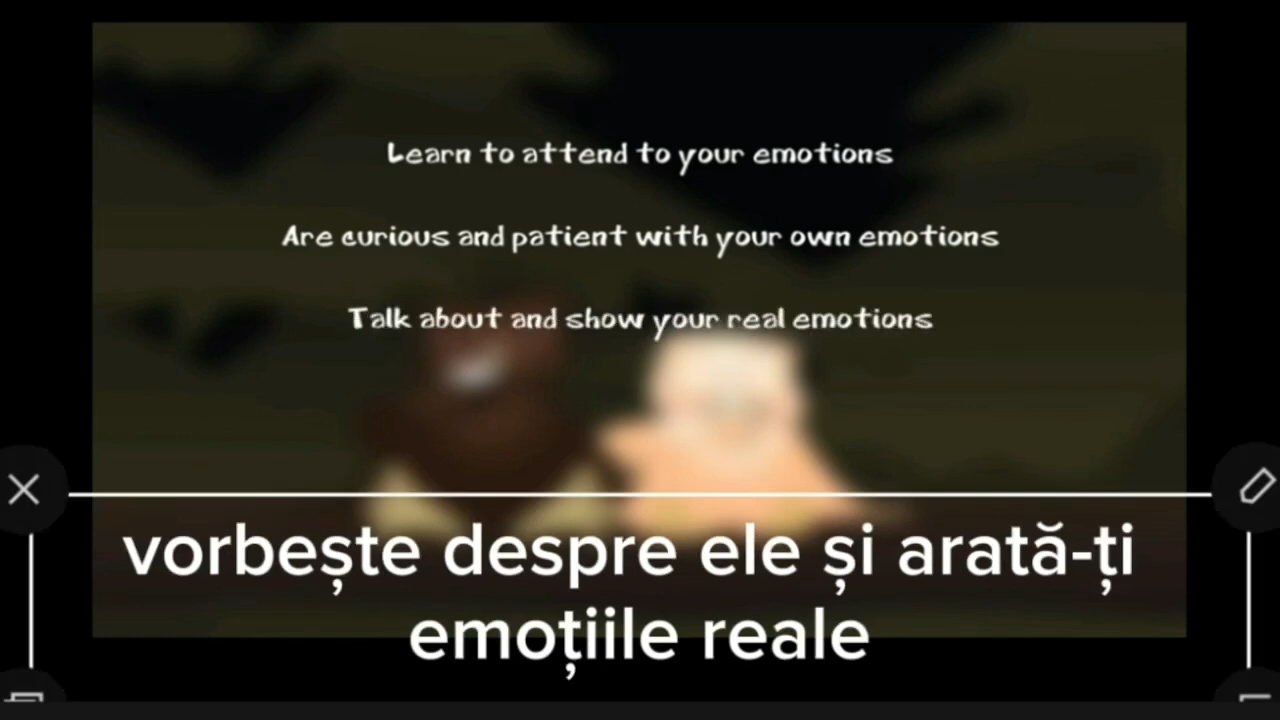 Learn to attend to your emotions
Are curious and patient with your own emotions
Talk about and show your real emotions
vorbește despre ele și arată-ți
emoțiile reale